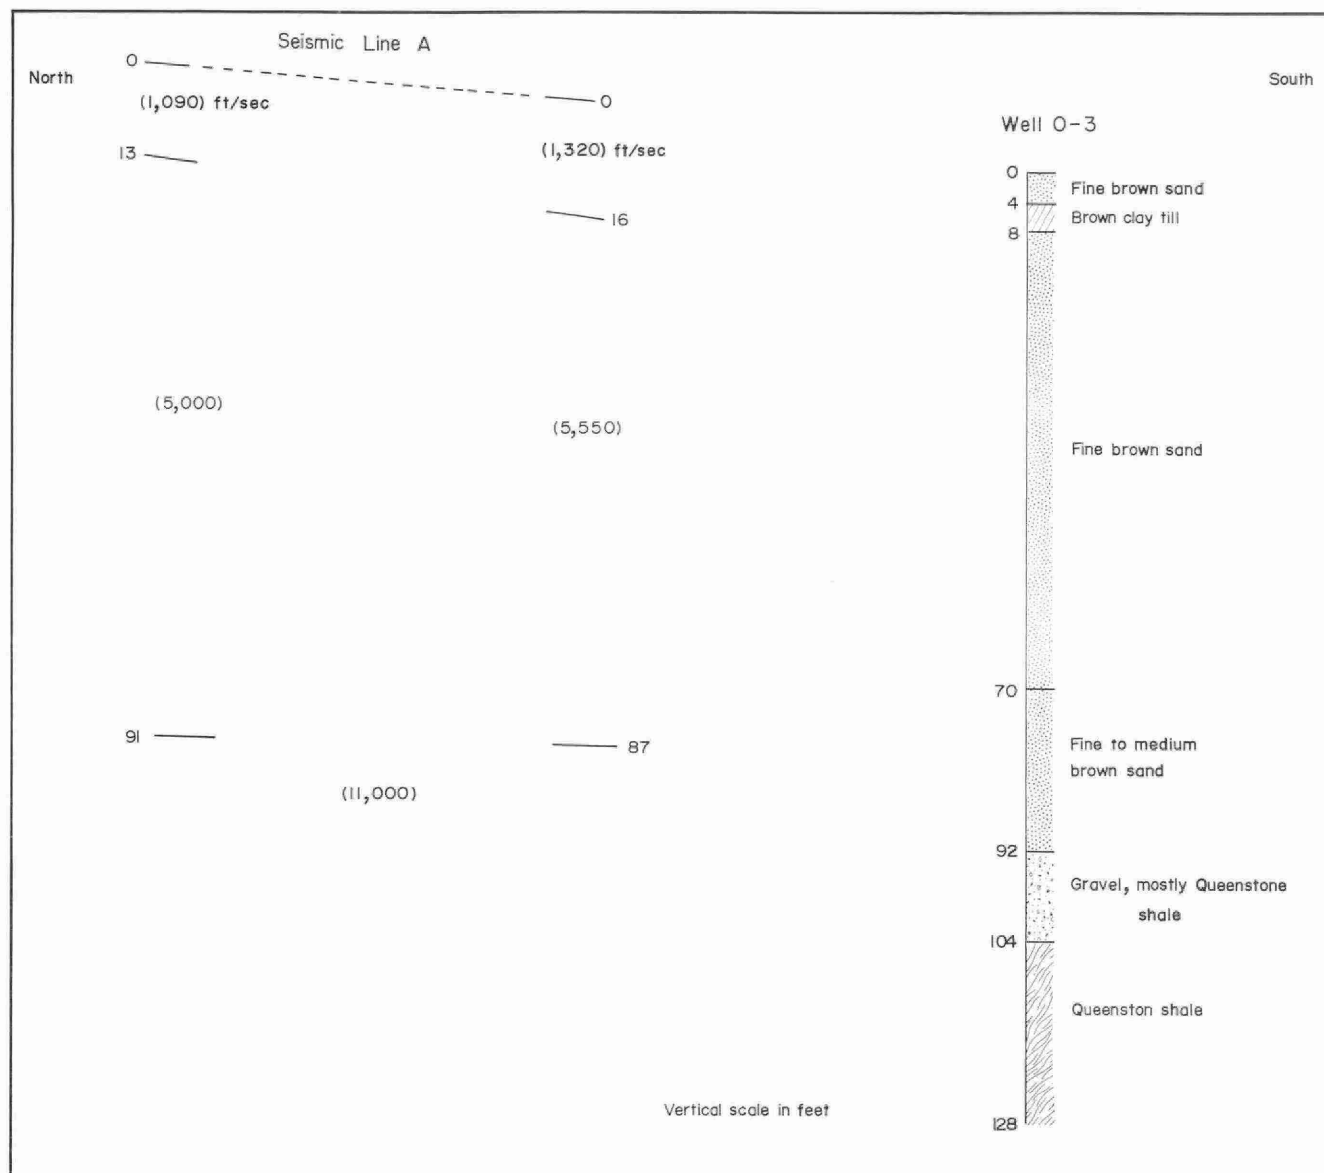 Seismic Line A
North
South
0
0
(1,090) ft/sec
(1,320) ft/sec
13
16
(5,000)
(5,550)
91
87
(11,000)
Well O-3
0
Fine brown sand
4
Brown clay till
8
Fine brown sand
70
Fine to medium
brown sand
92
Gravel, mostly Queenstone
shale
104
Queenston shale
128
Vertical scale in feet